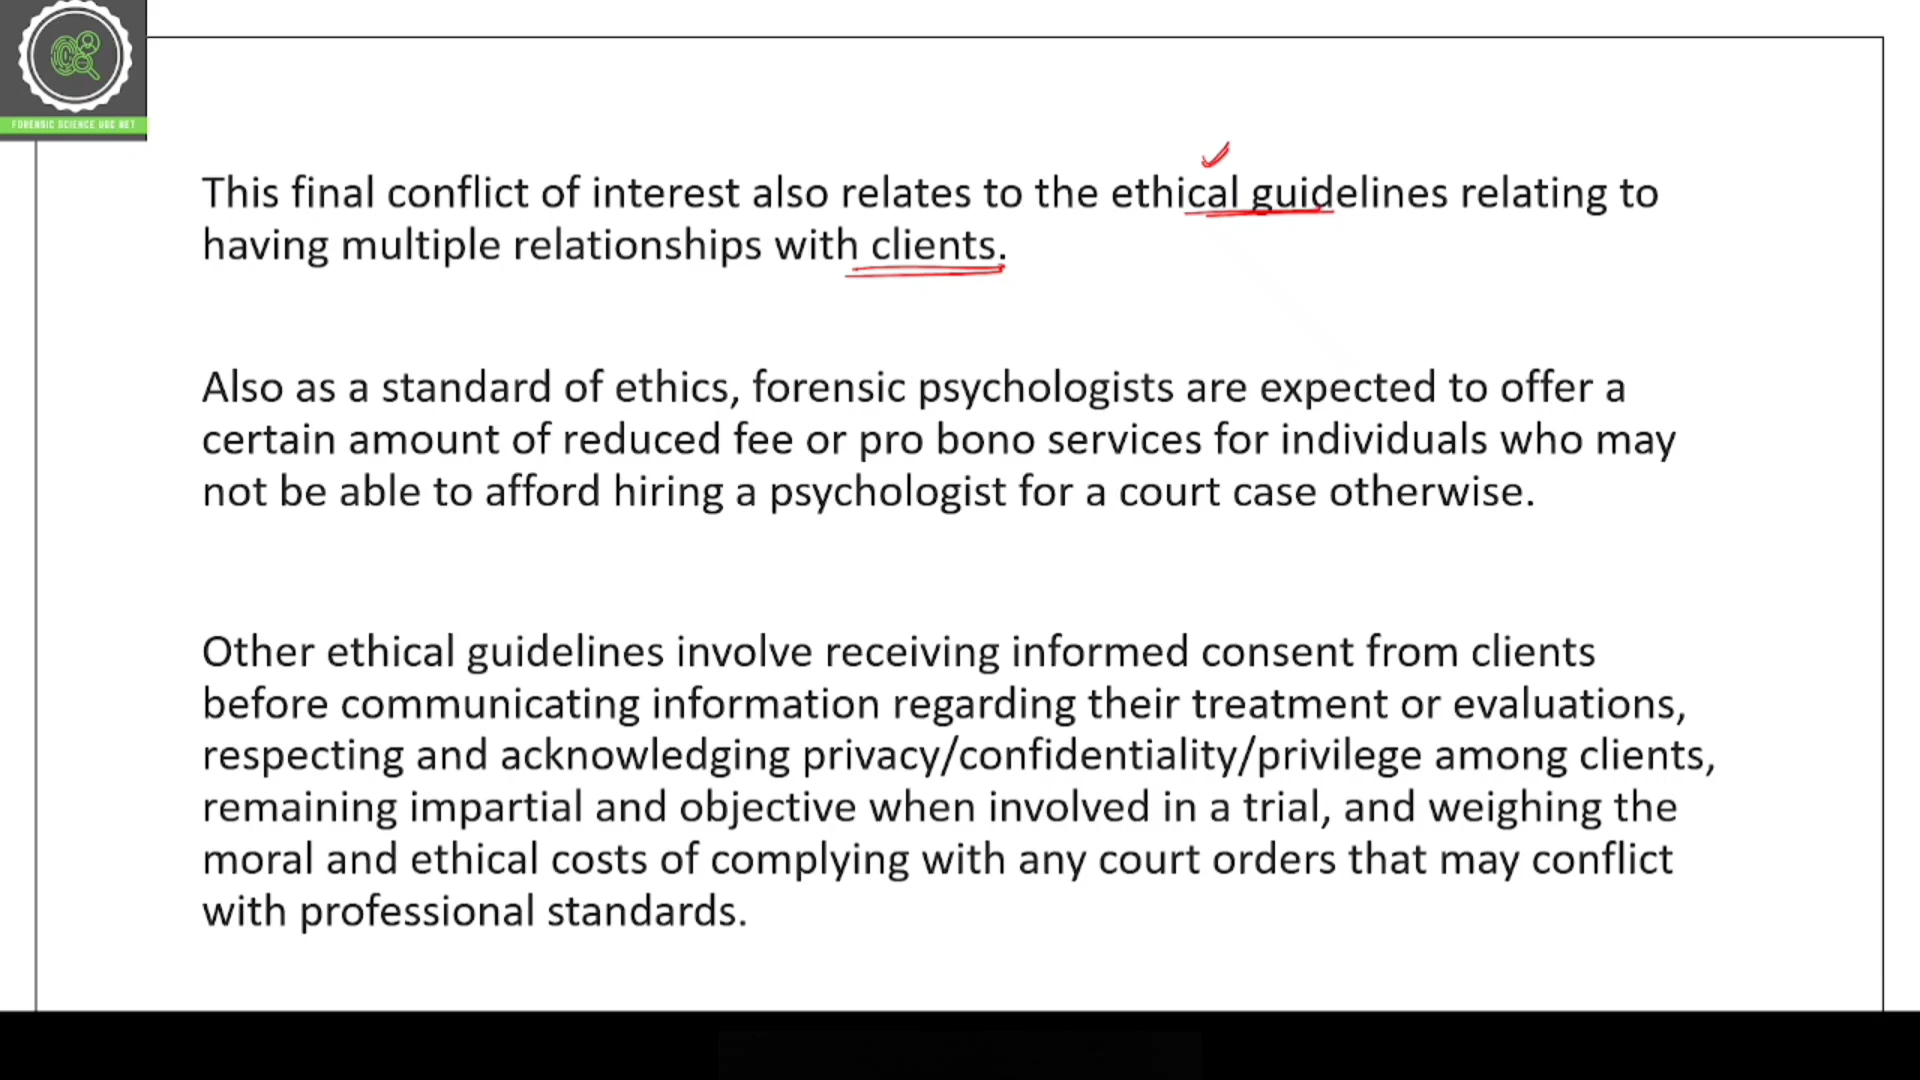 FORENSIC SCIENCE UGC NET
This final conflict of interest also relates to the ethical guidelines relating to
having multiple relationships with clients.
Also as a standard of ethics, forensic psychologists are expected to offer a
certain amount of reduced fee or pro bono services for individuals who may
not be able to afford hiring a psychologist for a court case otherwise.
Other ethical guidelines involve receiving informed consent from clients
before communicating information regarding their treatment or evaluations,
respecting and acknowledging privacy/confidentiality/privilege among clients,
remaining impartial and objective when involved in a trial, and weighing the
moral and ethical costs of complying with any court orders that may conflict
with professional standards.